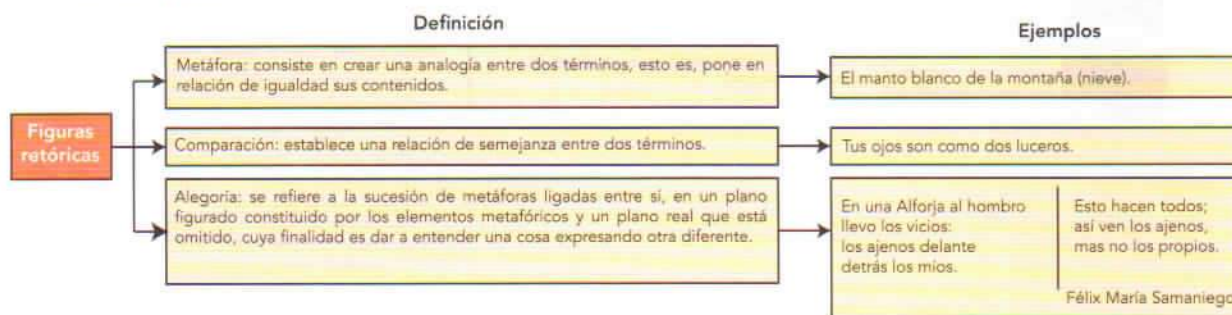 Definición
Ejemplos
Figuras
retóricas
Metáfora: consiste en crear una analogía entre dos términos, esto es, pone en
relación de igualdad sus contenidos.
El manto blanco de la montaña (nieve).
Comparación: establece una relación de semejanza entre dos términos.
Tus ojos son como dos luceros.
Alegoría: se refiere a la sucesión de metáforas ligadas entre sí, en un plano
figurado constituido por los elementos metafóricos y un plano real que está
omitido, cuya finalidad es dar a entender una cosa expresando otra diferente.
En una Alforja al hombro
llevo los vicios:
los ajenos delante
detrás los míos.
Esto hacen todos;
así ven los ajenos,
mas no los propios.
Félix María Samaniego